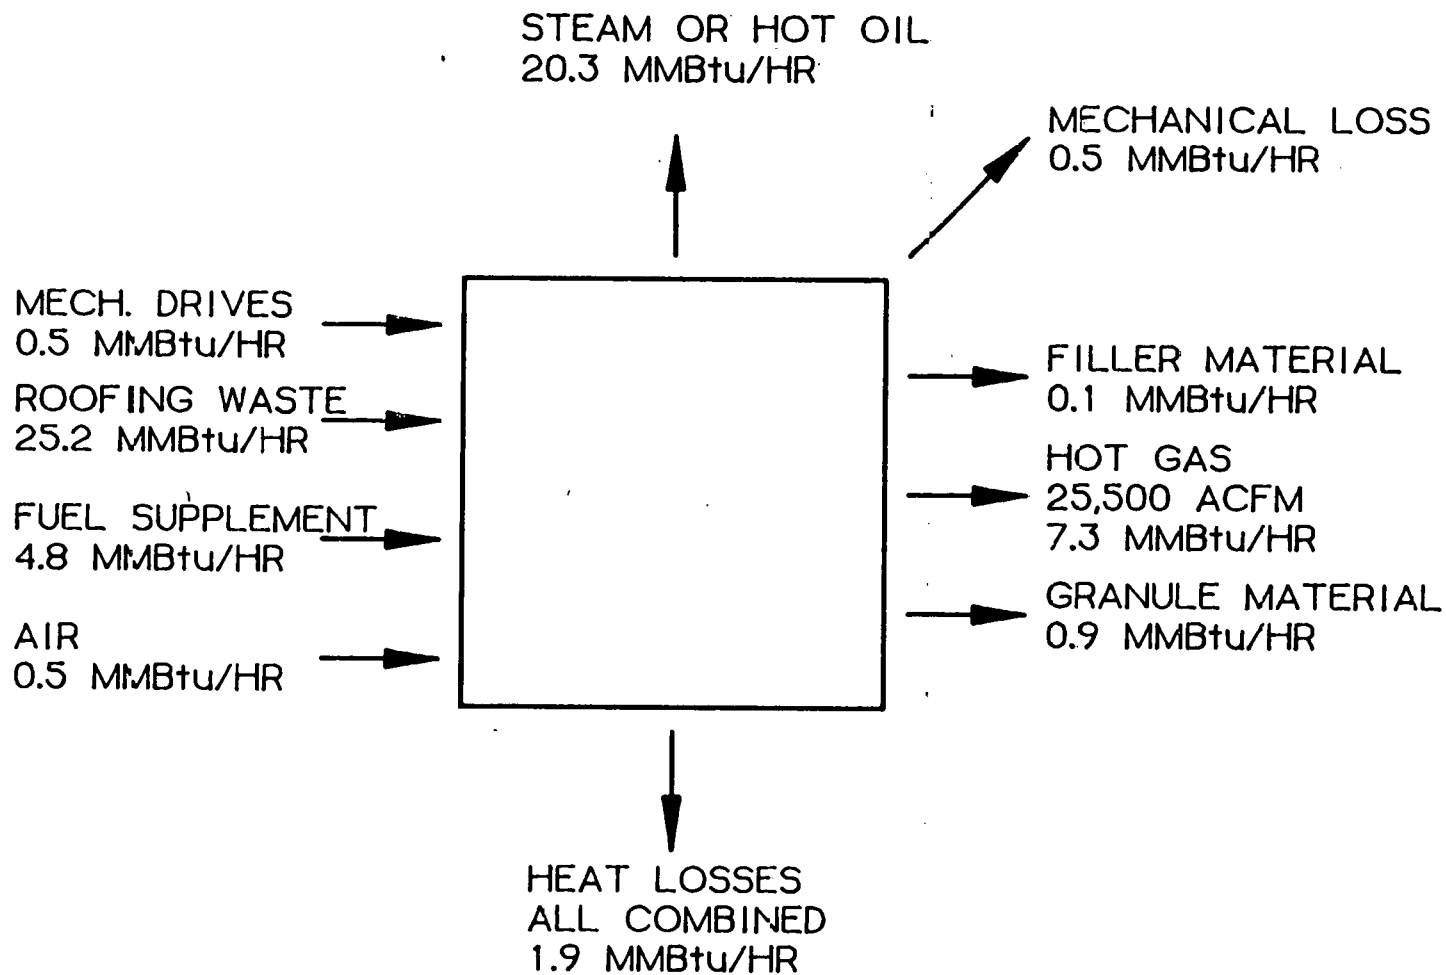 STEAM OR HOT OIL
20.3 MMBtu/HR
MECHANICAL LOSS
0.5 MMBtu/HR
MECH. DRIVES
0.5 MMBtu/HR
ROOFING WASTE
25.2 MMBtu/HR
FUEL SUPPLEMENT
4.8 MMBtu/HR
AIR
0.5 MMBtu/HR
FILLER MATERIAL
0.1 MMBtu/HR
HOT GAS
25,500 ACFM
7.3 MMBtu/HR
GRANULE MATERIAL
0.9 MMBtu/HR
HEAT LOSSES
ALL COMBINED
1.9 MMBtu/HR